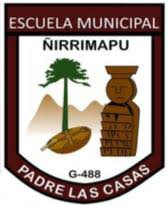 ESCUELA MUNICIPAL
ÑIRRIMAPU
G-488
PADRE LAS CASAS